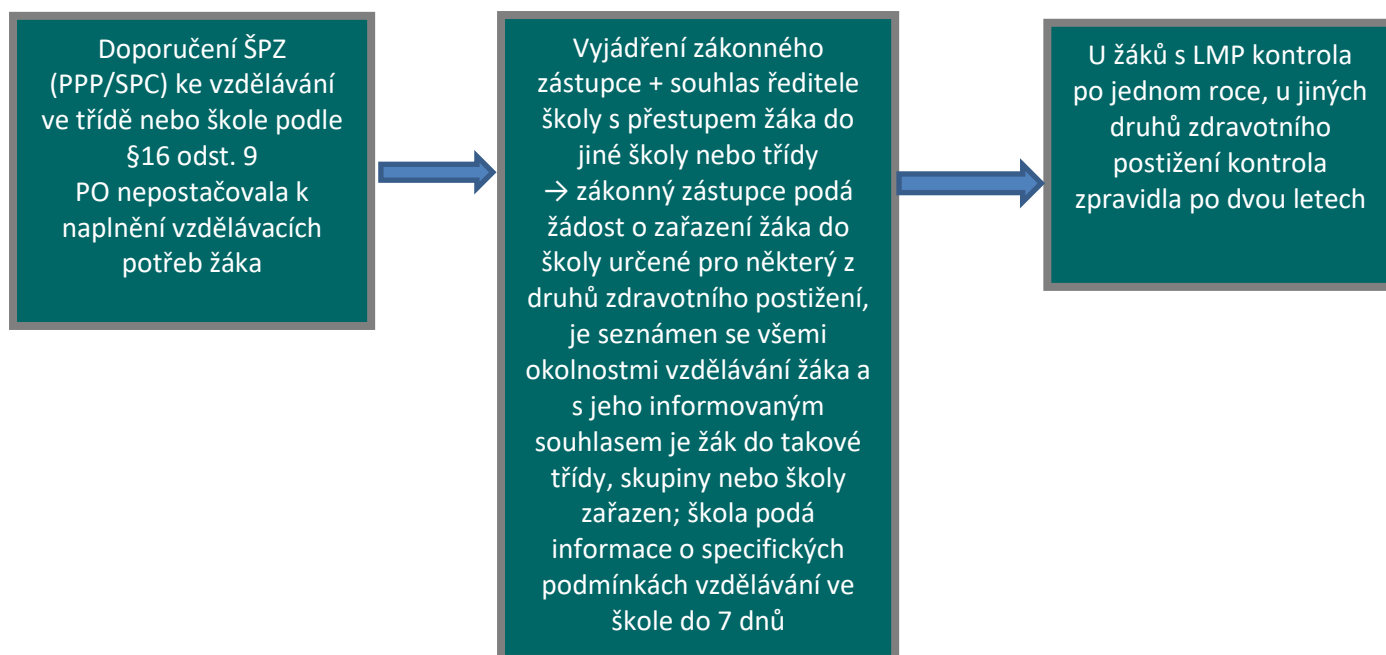 Doporučení ŠPZ
(PPP/SPC) ke vzdělávání
ve třídě nebo škole podle
§16 odst. 9
PO nepostačovala k
naplnění vzdělávacích
potřeb žáka
Vyjádření zákonného
zástupce + souhlas ředitele
školy s přestupem žáka do
jiné školy nebo třídy
→ zákonný zástupce podá
žádost o zařazení žáka do
školy určené pro některý z
druhů zdravotního postižení,
je seznámen se všemi
okolnostmi vzdělávání žáka a
s jeho informovaným
souhlasem je žák do takové
třídy, skupiny nebo školy
zařazen; škola podá
informace o specifických
podmínkách vzdělávání ve
škole do 7 dnů
U žáků s LMP kontrola
po jednom roce, u jiných
druhů zdravotního
postižení kontrola
zpravidla po dvou letech